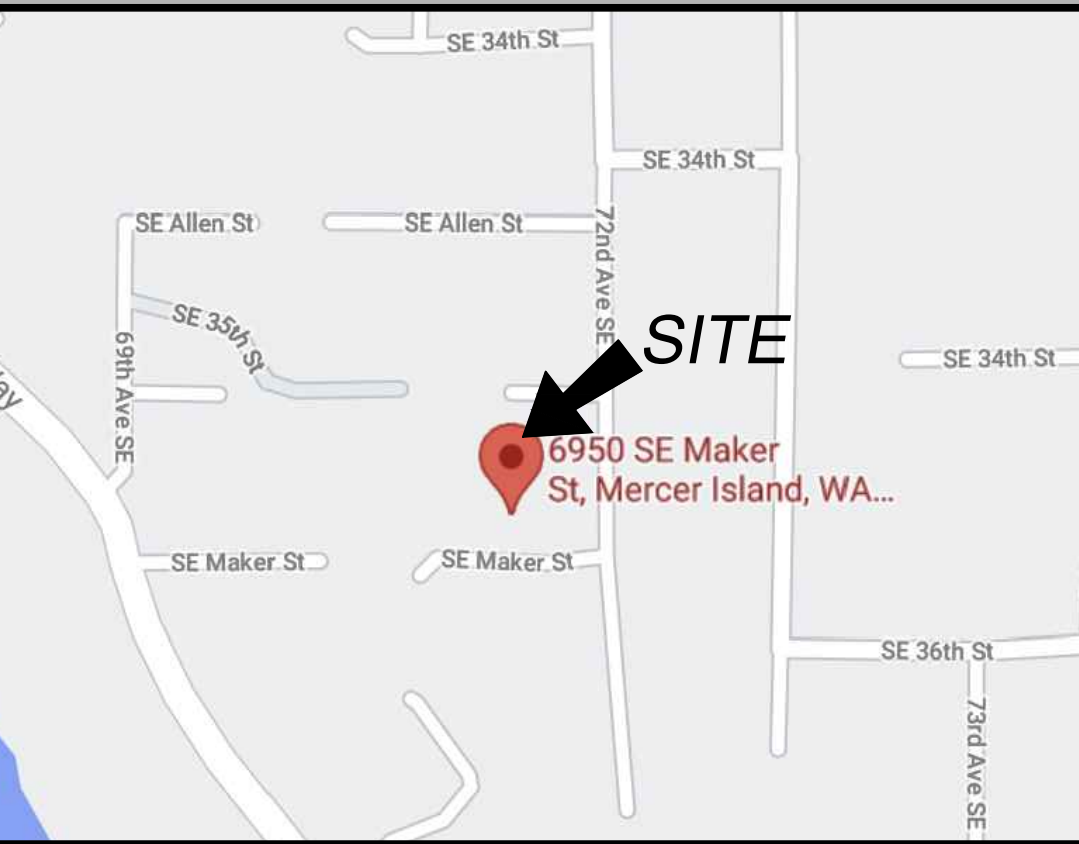 SE 34th St
SE 34th St
SE Allen St
SE Allen St
72nd Ave SE
SE 35th St
SITE
69th Ave SE
SE 34th St
6950 SE Maker
St, Mercer Island, WA...
SE Maker St
SE Maker St
SE 36th St
73rd Ave SE